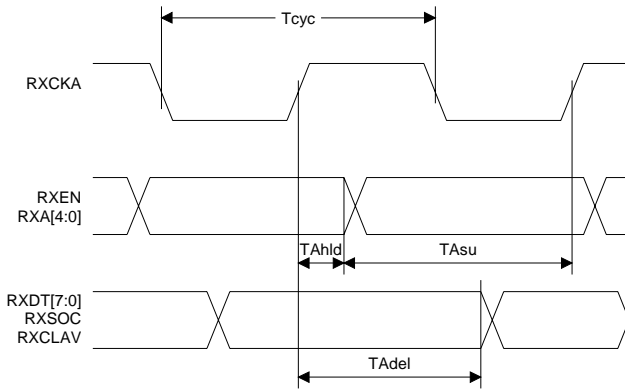 Tcyc
RXCKA
RXEN
RXA[4:0]
TAhld
TAsu
RXDT[7:0]
RXSOC
RXCLAV
TAdel